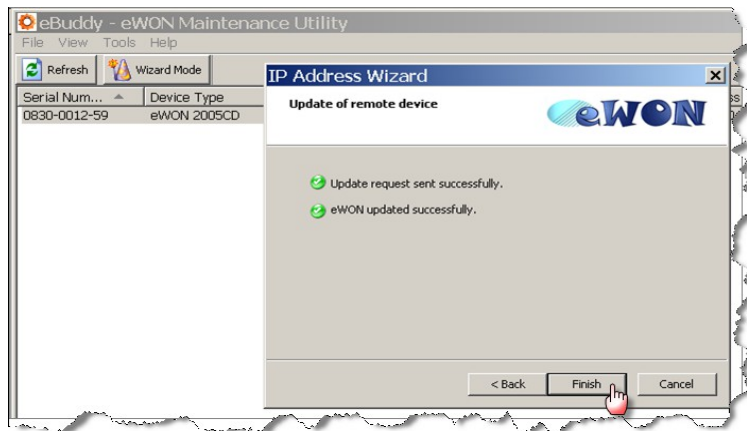 eBuddy - eWON Maintenance Utility
File View Tools Help
Refresh Wizard Mode
Serial Num... Device Type
0830-0012-59 eWON 2005CD
IP Address Wizard
Update of remote device
eWON
Update request sent successfully.
eWON updated successfully.
< Back Finish Cancel